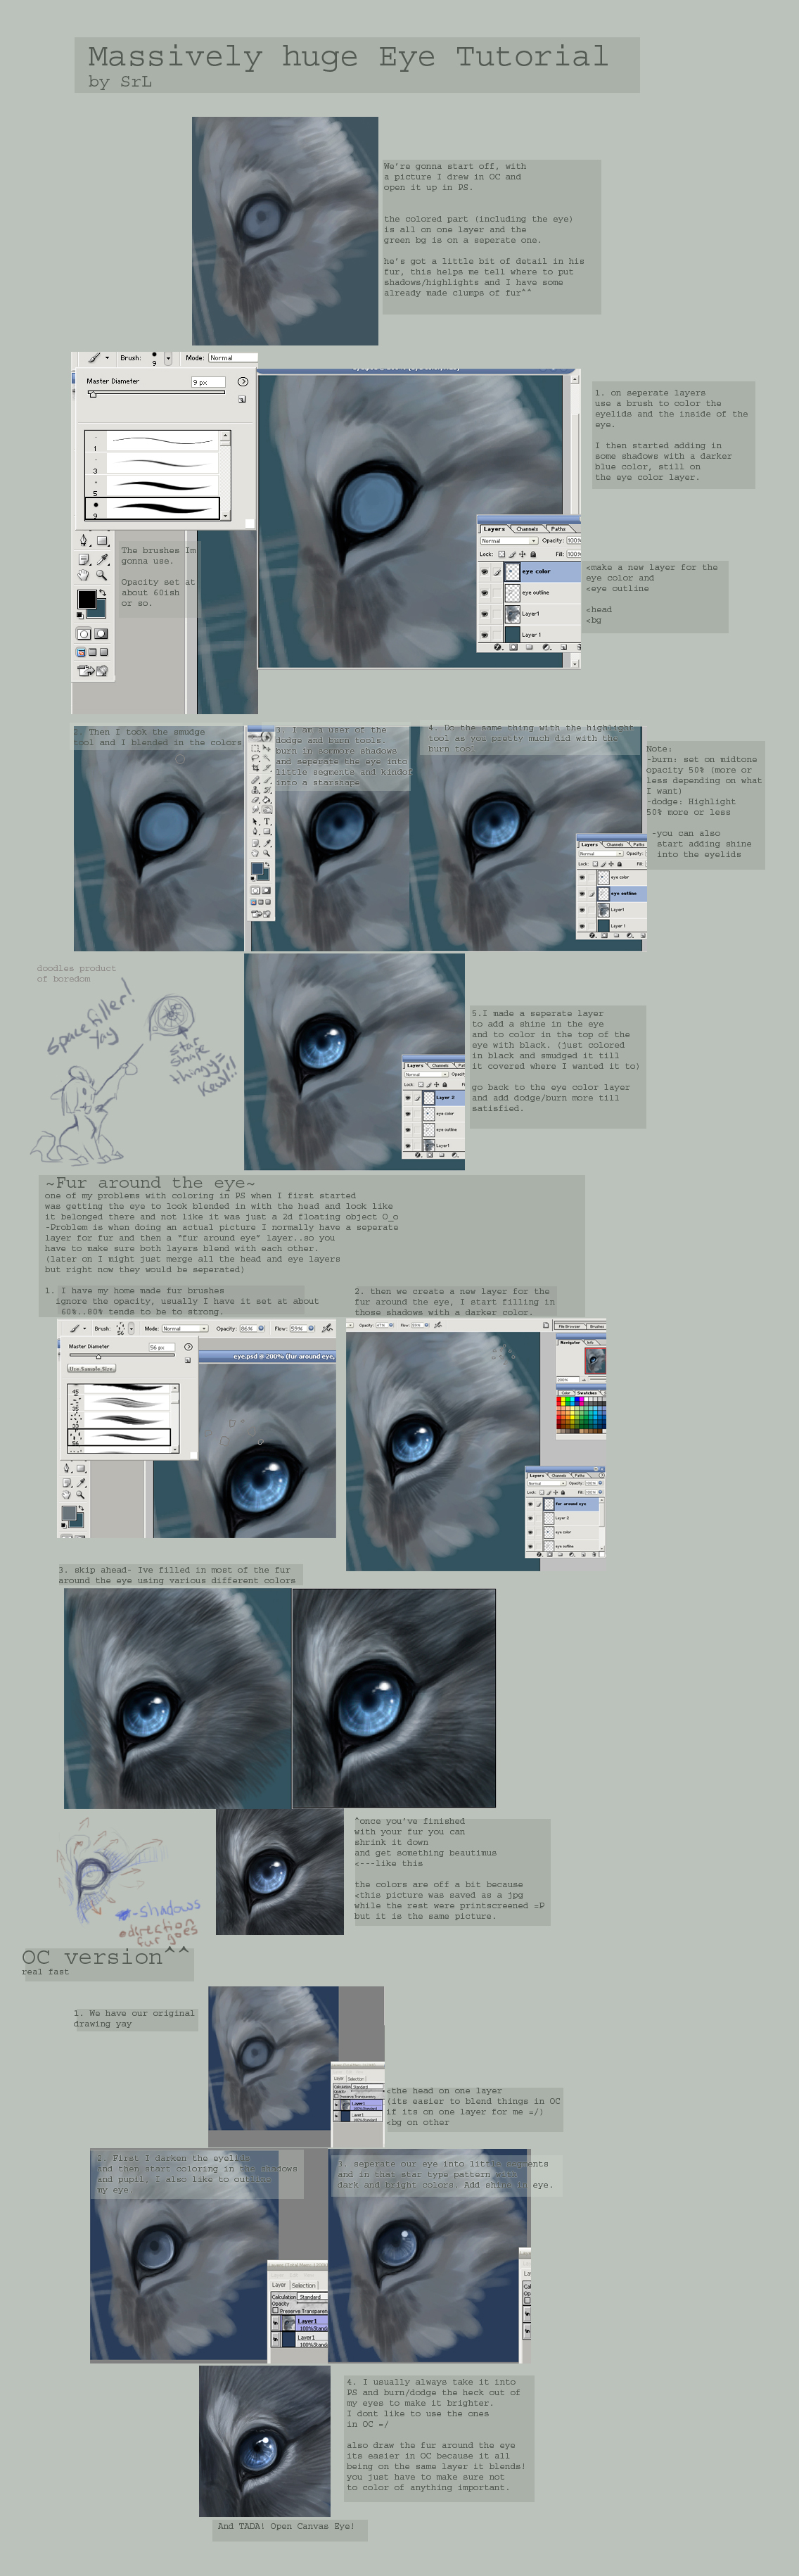 Massively huge Eye Tutorial
by SrL
We're gonna start off, with
a picture I drew in OC and
open it up in PS.
the colored part (including the eye)
is all on one layer and the
green bg is on a seperate one.
he's got a little bit of detail in his
fur, this helps me tell where to put
shadows/highlights and I have some
already made clumps of fur^^
Brush: 9 Mode: Normal
Master Diameter 9 px
1
3
5
9
1. on seperate layers
use a brush to color the
eyelids and the inside of the
eye.
I then started adding in
some shadows with a darker
blue color, still on
the eye color layer.
The brushes Im
gonna use.
Opacity set at
about 60ish
or so.
Layers Channels Paths
Normal Opacity: 100%
Lock: Fill: 100%
eye color
eye outline
Layer1
Layer 1
<make a new layer for the
eye color and
<eye outline
<head
<bg
2. Then I took the smudge
tool and I blended in the colors
3. I am a user of the
dodge and burn tools.
burn in sommore shadows
and seperate the eye into
little segments and kindof
into a starshape
4. Do the same thing with the highlight
tool as you pretty much did with the
burn tool
Note:
-burn: set on midtone
opacity 50% (more or
less depending on what
I want)
-dodge: Highlight
50% more or less
-you can also
start adding shine
into the eyelids
Layers Channels Paths
Normal Opacity:
Lock: Fill:
eye color
eye outline
Layer1
Layer 1
doodles product
of boredom
space filler!
yay
star
shape
thingy=
Kewl!!
5.I made a seperate layer
to add a shine in the eye
and to color in the top of the
eye with black. (just colored
in black and smudged it till
it covered where I wanted it to)
go back to the eye color layer
and add dodge/burn more till
satisfied.
Layers Channels Paths
Normal Opacity:
Lock: Fill:
Layer 2
eye color
eye outline
Layer1
~Fur around the eye~
one of my problems with coloring in PS when I first started
was getting the eye to look blended in with the head and look like
it belonged there and not like it was just a 2d floating object O_o
-Problem is when doing an actual picture I normally have a seperate
layer for fur and then a "fur around eye" layer..so you
have to make sure both layers blend with each other.
(later on I might just merge all the head and eye layers
but right now they would be seperated)
1. I have my home made fur brushes
ignore the opacity, usually I have it set at about
60%..80% tends to be to strong.
2. then we create a new layer for the
fur around the eye, I start filling in
those shadows with a darker color.
Brush: 56 Mode: Normal Opacity: 86% Flow: 59%
Master Diameter 56 px
Use Sample Size
eye.psd @ 200% (fur around eye,
45
56
Opacity: Flow:
File Browser Brushes
Navigator Info
Color Swatches
Layers Channels Paths
Normal Opacity: 100%
Lock: Fill: 100%
fur around eye
Layer 2
eye color
eye outline
3. skip ahead- Ive filled in most of the fur
around the eye using various different colors
-shadows
direction
fur goes
^once you've finished
with your fur you can
shrink it down
and get something beautimus
<---like this
the colors are off a bit because
<this picture was saved as a jpg
while the rest were printscreened =P
but it is the same picture.
OC version^^
real fast
1. We have our original
drawing yay
Layer Selection
Calculation Standard
Opacity
Preserve Transparency
Layer1
100%Standard
Layer1
100%Standard
<the head on one layer
(its easier to blend things in OC
if its on one layer for me =/)
<bg on other
2. First I darken the eyelid
and then start coloring in the shadows
and pupil. I also like to outline
my eye
3. seperate our eye into little segments
and in that star type pattern with
dark and bright colors. Add shine to eye.
Layer Selection
Calculation Standard
Opacity
Preserve Transparen
Layer1
100%Stand
Layer1
100%Stand
4. I usually always take it into
PS and burn/dodge the heck out of
my eyes to make it brighter.
I dont like to use the ones
in OC =/
also draw the fur around the eye
its easier in OC because it all
being on the same layer it blends!
you just have to make sure not
to color of anything important.
And TADA! Open Canvas Eye!